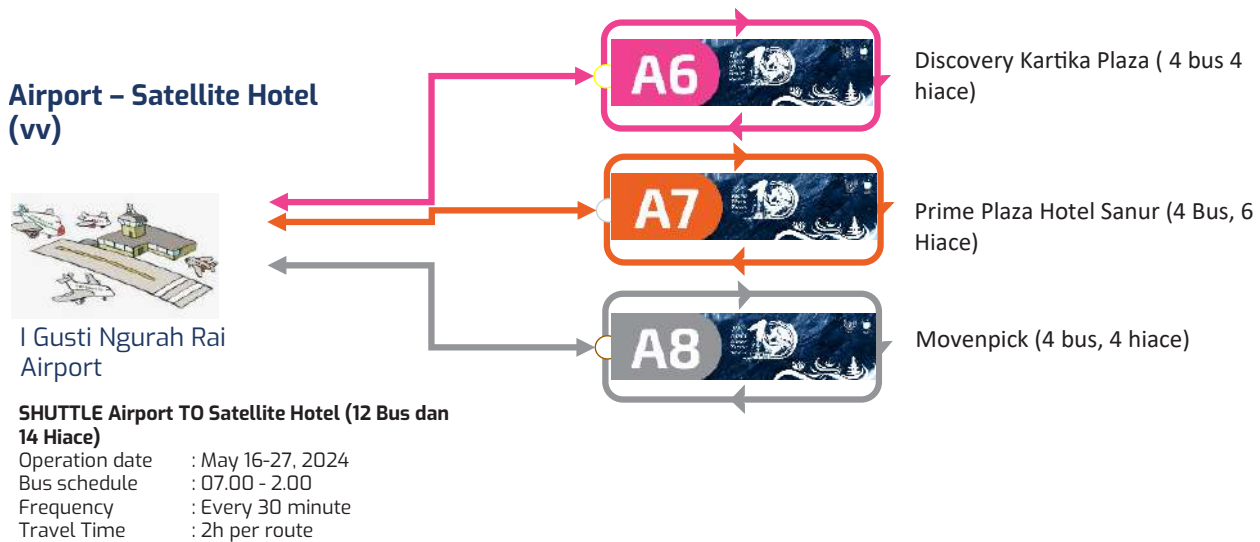 Airport – Satellite Hotel
(vv)
I Gusti Ngurah Rai
Airport
SHUTTLE Airport TO Satellite Hotel (12 Bus dan
14 Hiace)
Operation date : May 16-27, 2024
Bus schedule : 07.00 - 2.00
Frequency : Every 30 minute
Travel Time : 2h per route
A6
Discovery Kartika Plaza ( 4 bus 4
hiace)
A7
Prime Plaza Hotel Sanur (4 Bus, 6
Hiace)
A8
Movenpick (4 bus, 4 hiace)